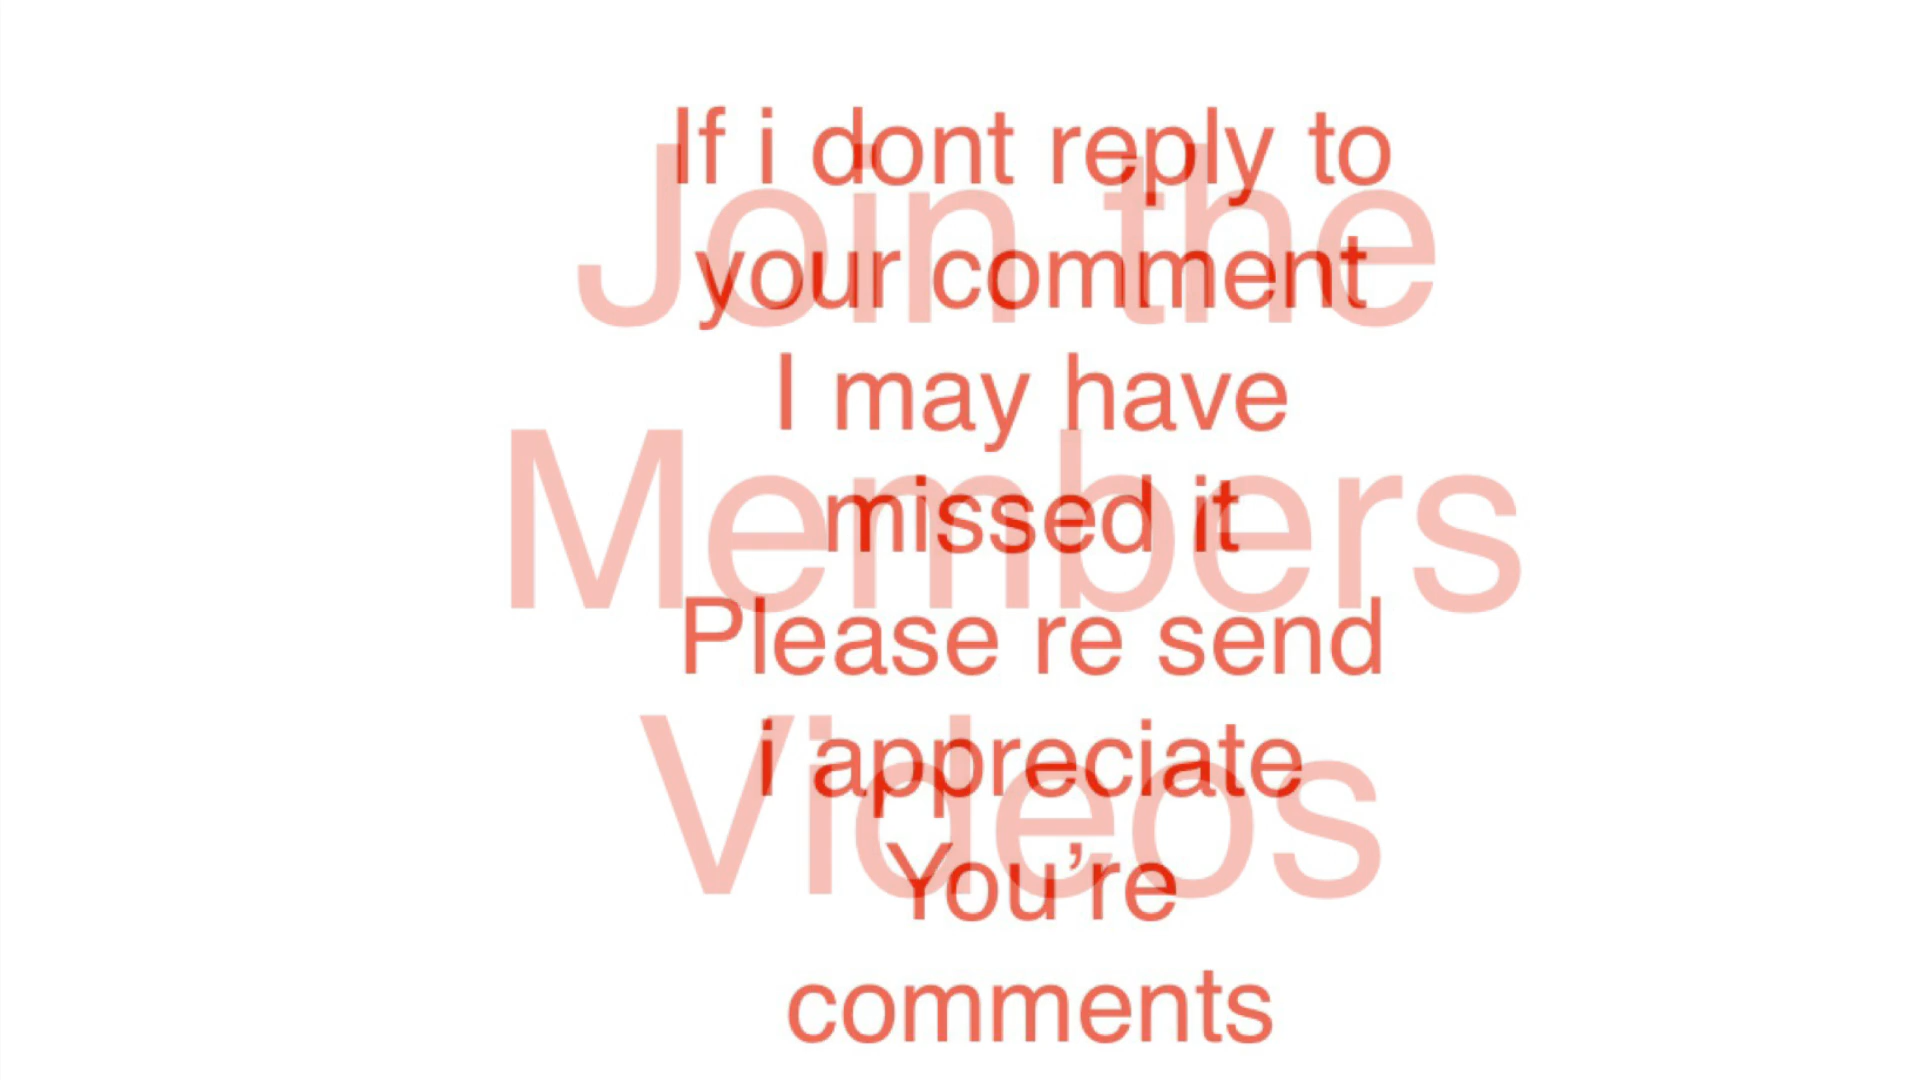 If i dont reply to
your comment
I may have
missed it
Please re send
i appreciate
You’re
comments
Join the
Members
Videos